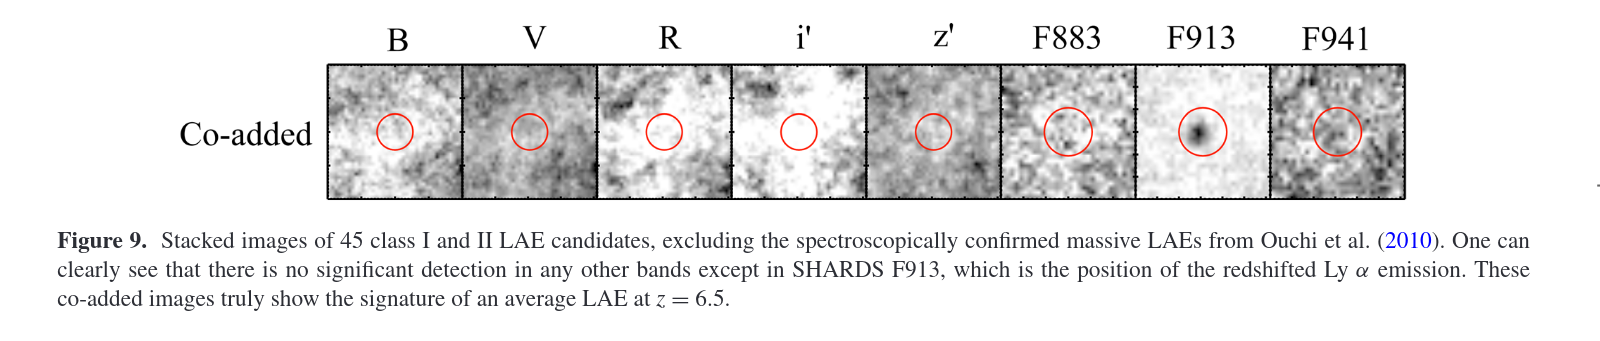 B V R i' z' F883 F913 F941
Co-added
Figure 9. Stacked images of 45 class I and II LAE candidates, excluding the spectroscopically confirmed massive LAEs from Ouchi et al. (2010). One can
clearly see that there is no significant detection in any other bands except in SHARDS F913, which is the position of the redshifted Ly α emission. These
co-added images truly show the signature of an average LAE at z = 6.5.